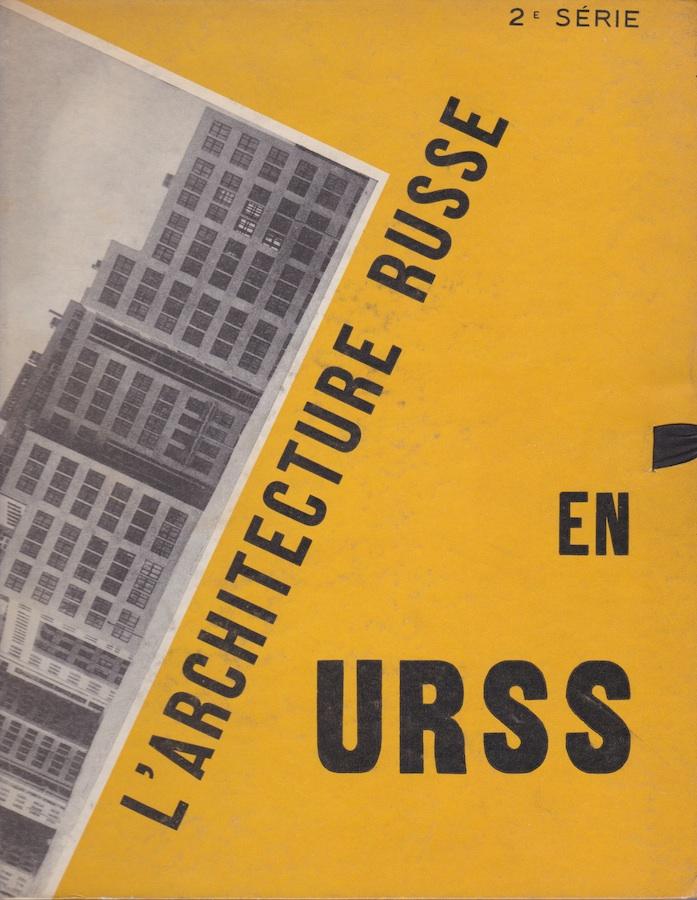 2E SÉRIE
L'ARCHITECTURE RUSSE
EN
URSS